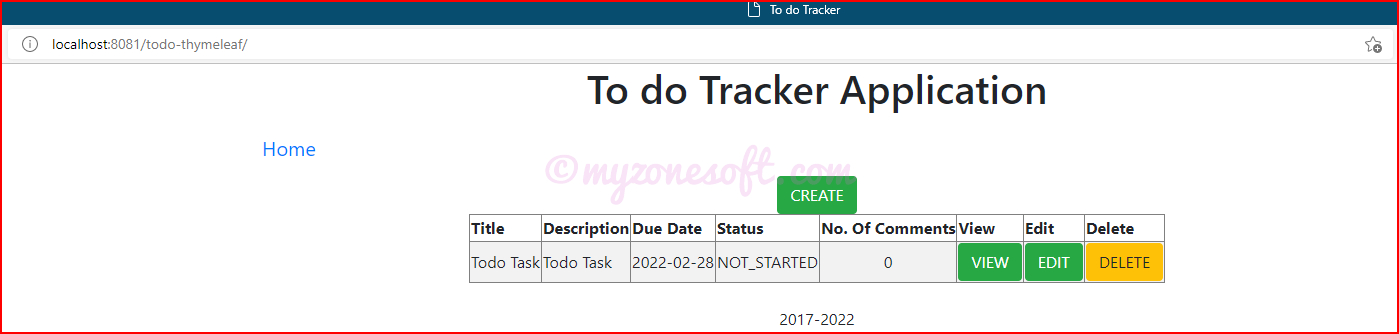 To do Tracker
localhost:8081/todo-thymeleaf/
To do Tracker Application
Home
©myzonesoft.com
CREATE
Title Description Due Date Status No. Of Comments View Edit Delete
Todo Task Todo Task 2022-02-28 NOT_STARTED 0 VIEW EDIT DELETE
2017-2022